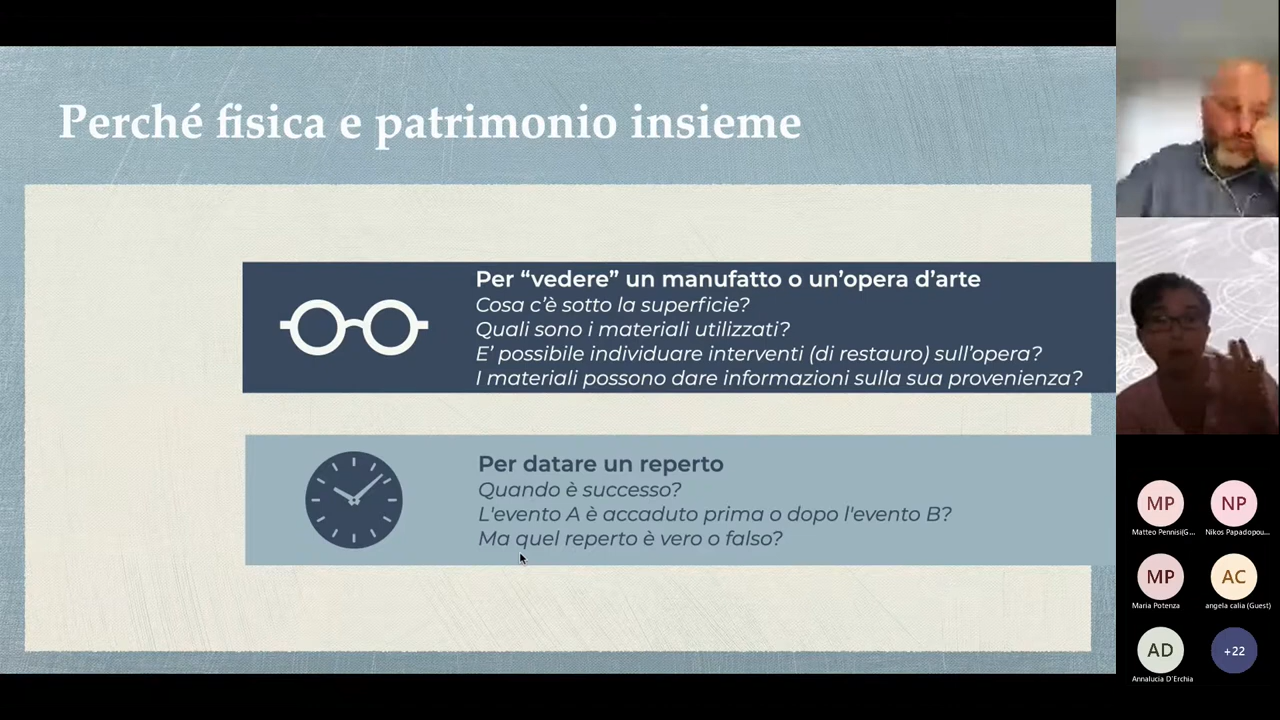 Perché fisica e patrimonio insieme
Per “vedere” un manufatto o un’opera d’arte
Cosa c’è sotto la superficie?
Quali sono i materiali utilizzati?
E’ possibile individuare interventi (di restauro) sull’opera?
I materiali possono dare informazioni sulla sua provenienza?
Per datare un reperto
Quando è successo?
L'evento A è accaduto prima o dopo l'evento B?
Ma quel reperto è vero o falso?
MP
NP
Matteo Pennisi(G...
Nikos Papadopou...
MP
AC
Maria Potenza
angela calia (Guest)
AD
+22
Annalucia D'Erchia